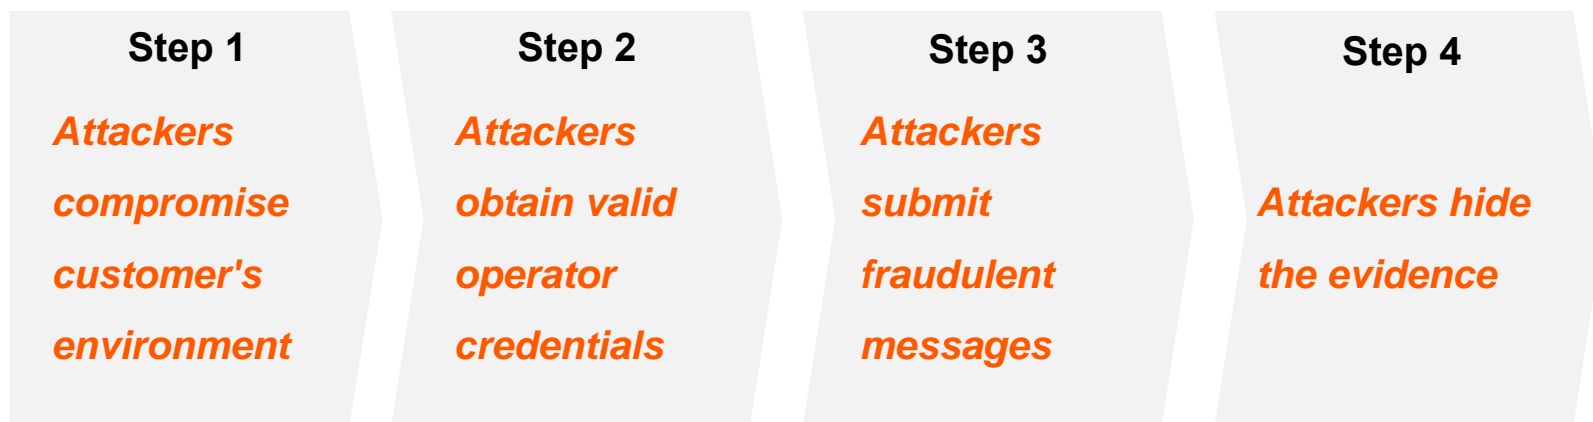 Step 1
Attackers
compromise
customer's
environment
Step 2
Attackers
obtain valid
operator
credentials
Step 3
Attackers
submit
fraudulent
messages
Step 4
Attackers hide
the evidence